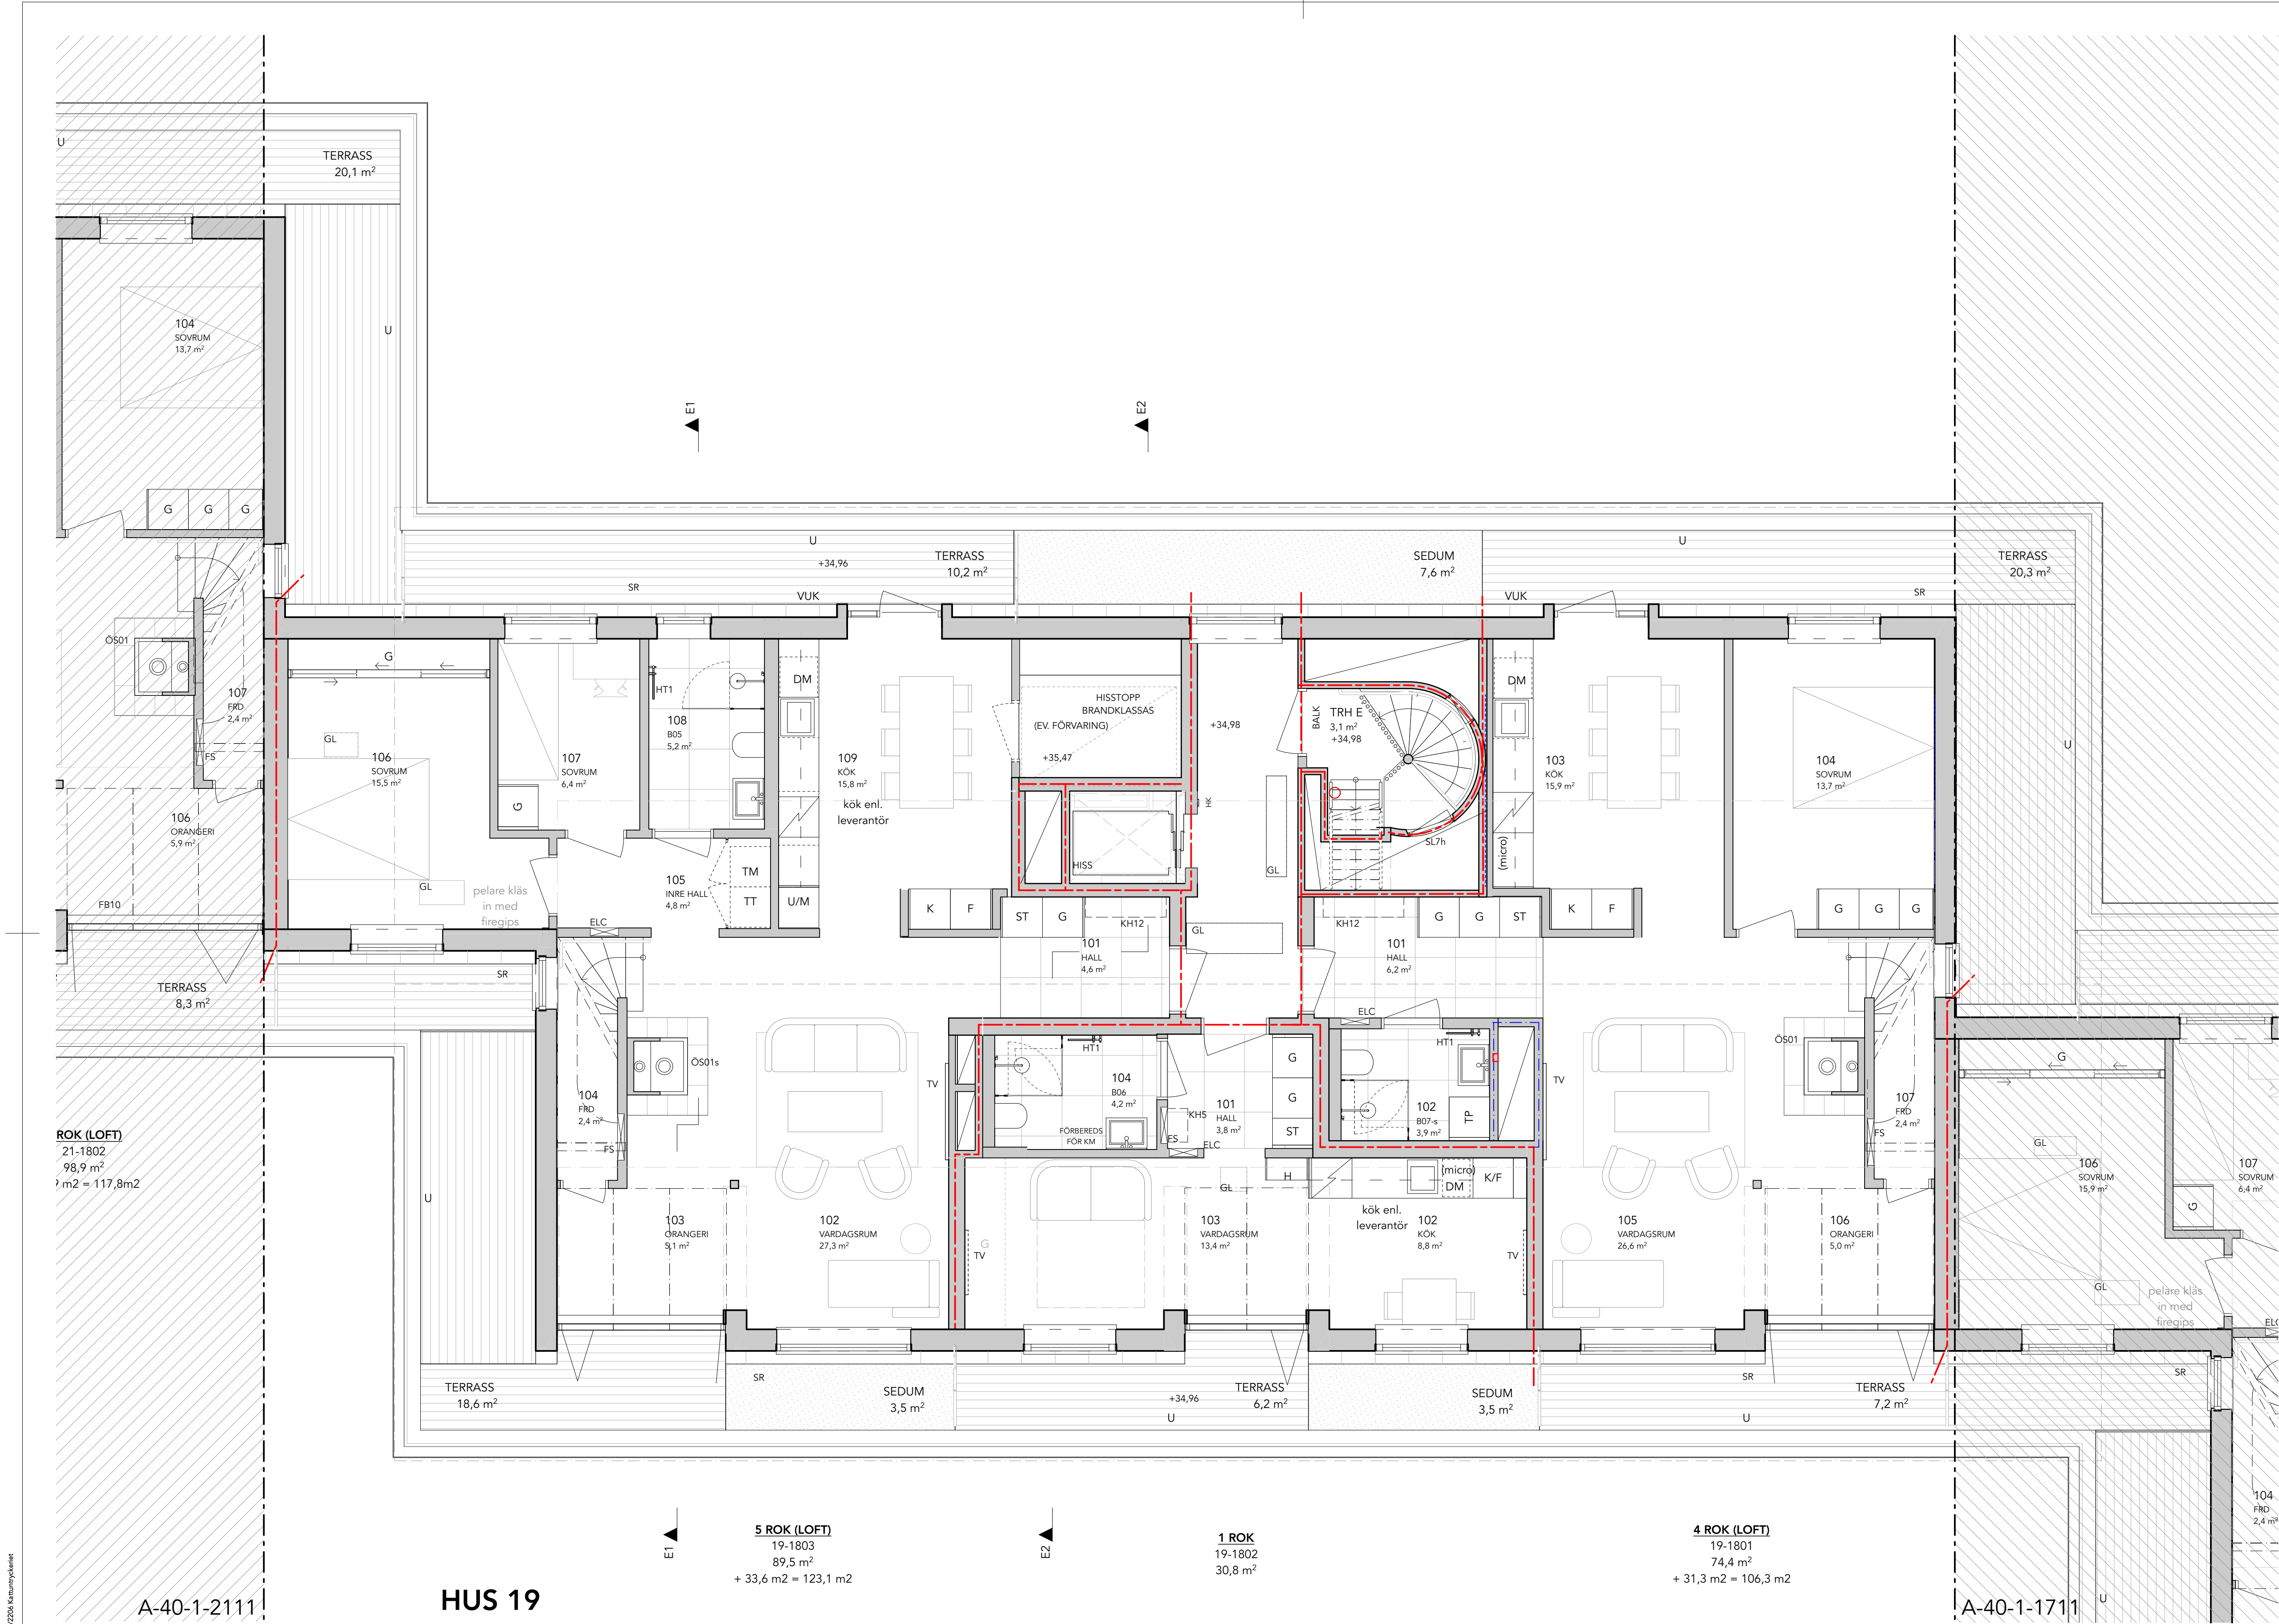 U
TERRASS
20,1 m²
104
SOVRUM
13,7 m²
U
E1
E2
G
G
G
U
TERRASS
10,2 m²
+34,96
SR
VUK
SEDUM
7,6 m²
U
TERRASS
20,3 m²
SR
VUK
ÖS01
107
FRD
2,4 m²
FS
106
ORANGERI
5,9 m²
FB10
G
GL
106
SOVRUM
15,5 m²
GL
pelare kläs
in med
firegips
107
SOVRUM
6,4 m²
G
HT1
108
B05
5,2 m²
105
INRE HALL
4,8 m²
TM
TT
DM
U/M
109
KÖK
15,8 m²
kök enl.
leverantör
K
F
HISSTOPP
BRANDKLASSAS
(EV. FÖRVARING)
+35,47
HISS
+34,98
HK
GL
BALK
TRH E
3,1 m²
+34,98
SL7h
DM
(micro)
103
KÖK
15,9 m²
K
F
104
SOVRUM
13,7 m²
G
G
G
U
TERRASS
8,3 m²
SR
ELC
ST
G
KH12
101
HALL
4,6 m²
GL
KH12
G
G
ST
101
HALL
6,2 m²
104
FRD
2,4 m²
FS
ÖS01s
TV
HT1
104
B06
4,2 m²
FÖRBEREDS
FÖR KM
KH5
ES
ELC
101
HALL
3,8 m²
G
G
ST
H
ELC
HT1
102
B07-s
3,9 m²
TP
TV
ÖS01
107
FRD
2,4 m²
FS
ROK (LOFT)
21-1802
98,9 m²
9 m2 = 117,8m2
U
103
ORANGERI
5,1 m²
102
VARDAGSRUM
27,3 m²
TV
G
GL
103
VARDAGSRUM
13,4 m²
(micro)
DM
K/F
kök enl.
leverantör
102
KÖK
8,8 m²
TV
105
VARDAGSRUM
26,6 m²
106
ORANGERI
5,0 m²
G
GL
106
SOVRUM
15,9 m²
GL
pelare kläs
in med
firegips
107
SOVRUM
6,4 m²
G
ELC
SR
TERRASS
18,6 m²
SR
SEDUM
3,5 m²
+34,96
TERRASS
6,2 m²
U
SEDUM
3,5 m²
SR
TERRASS
7,2 m²
U
104
FRD
2,4 m²
U
E1
E2
5 ROK (LOFT)
19-1803
89,5 m²
+ 33,6 m2 = 123,1 m2
1 ROK
19-1802
30,8 m²
4 ROK (LOFT)
19-1801
74,4 m²
+ 31,3 m2 = 106,3 m2
A-40-1-2111
HUS 19
A-40-1-1711
/2206 Kattuntryckeriet